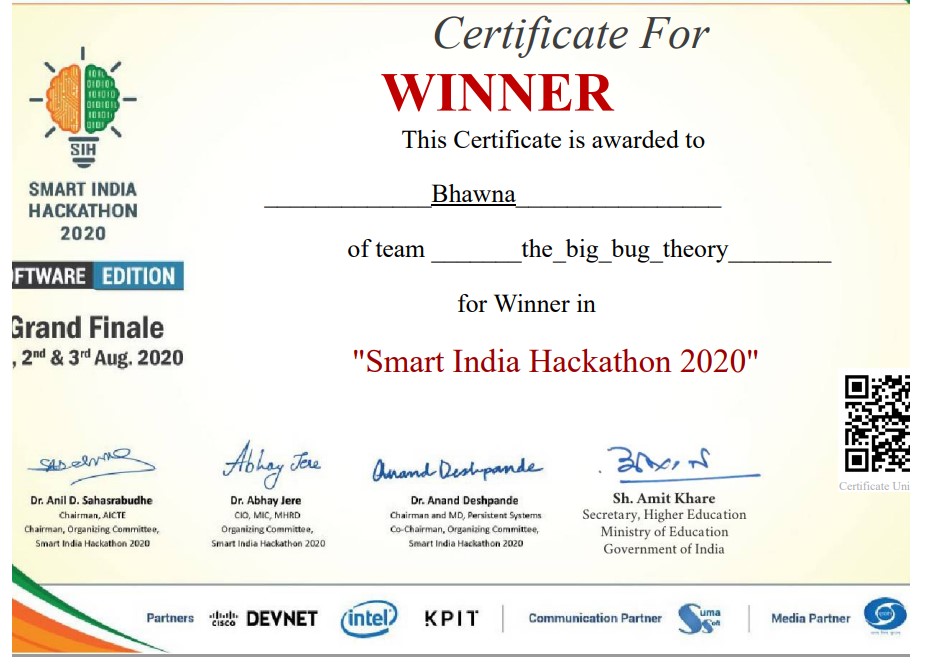 Certificate For
WINNER
This Certificate is awarded to
_____________Bhawna________________
of team _______the_big_bug_theory________
for Winner in
"Smart India Hackathon 2020"
SIH
SMART INDIA
HACKATHON
2020
FTWARE EDITION
Grand Finale
, 2nd & 3rd Aug. 2020
Certificate Uni
Abhay Jere
Anand Deshpande
Dr. Anil D. Sahasrabudhe
Chairman, AICTE
Chairman, Organizing Committee,
Smart India Hackathon 2020
Dr. Abhay Jere
CIO, MIC, MHRD
Organizing Committee,
Smart India Hackathon 2020
Dr. Anand Deshpande
Chairman and MD, Persistent Systems
Co-Chairman, Organizing Committee,
Smart India Hackathon 2020
Sh. Amit Khare
Secretary, Higher Education
Ministry of Education
Government of India
Partners cisco DEVNET intel KPIT Communication Partner Suma Soft Media Partner